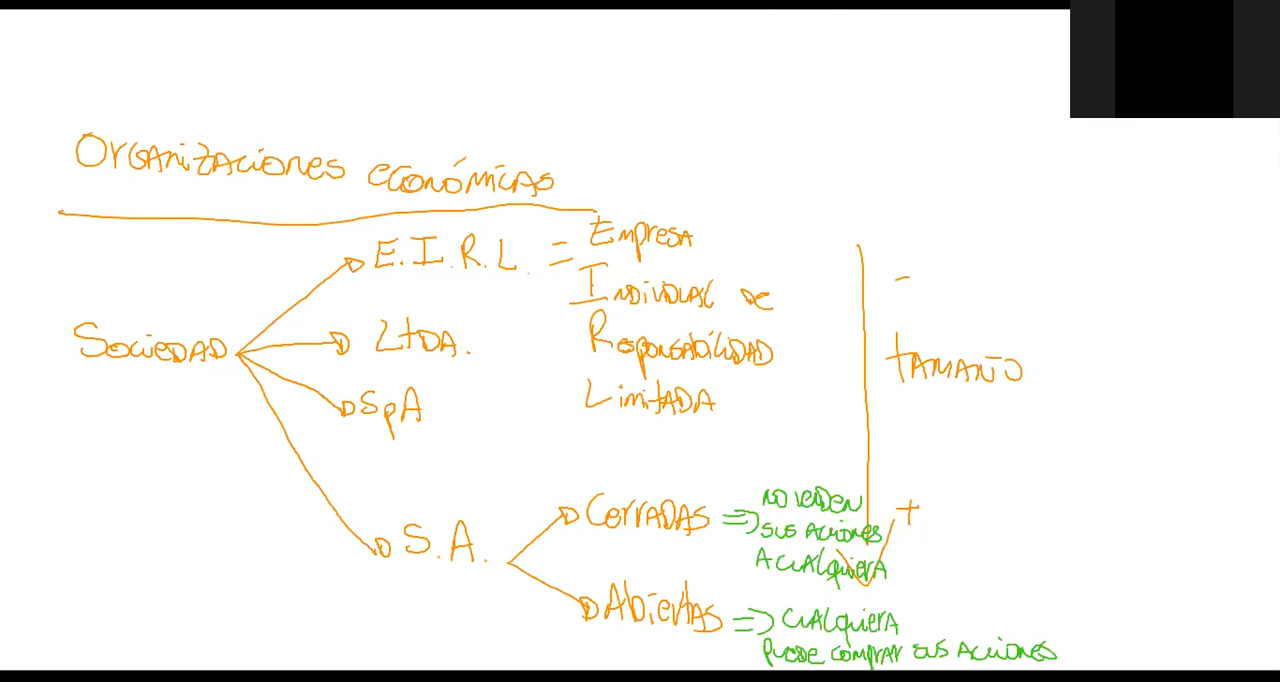 Organizaciones económicas
Sociedad
E.I.R.L. = Empresa
Individual de
Responsabilidad
Limitada
Ltda.
SpA
S.A.
Cerradas => no venden
sus acciones
a cualquiera
Abiertas => cualquiera
puede comprar sus acciones
-
tamaño
+